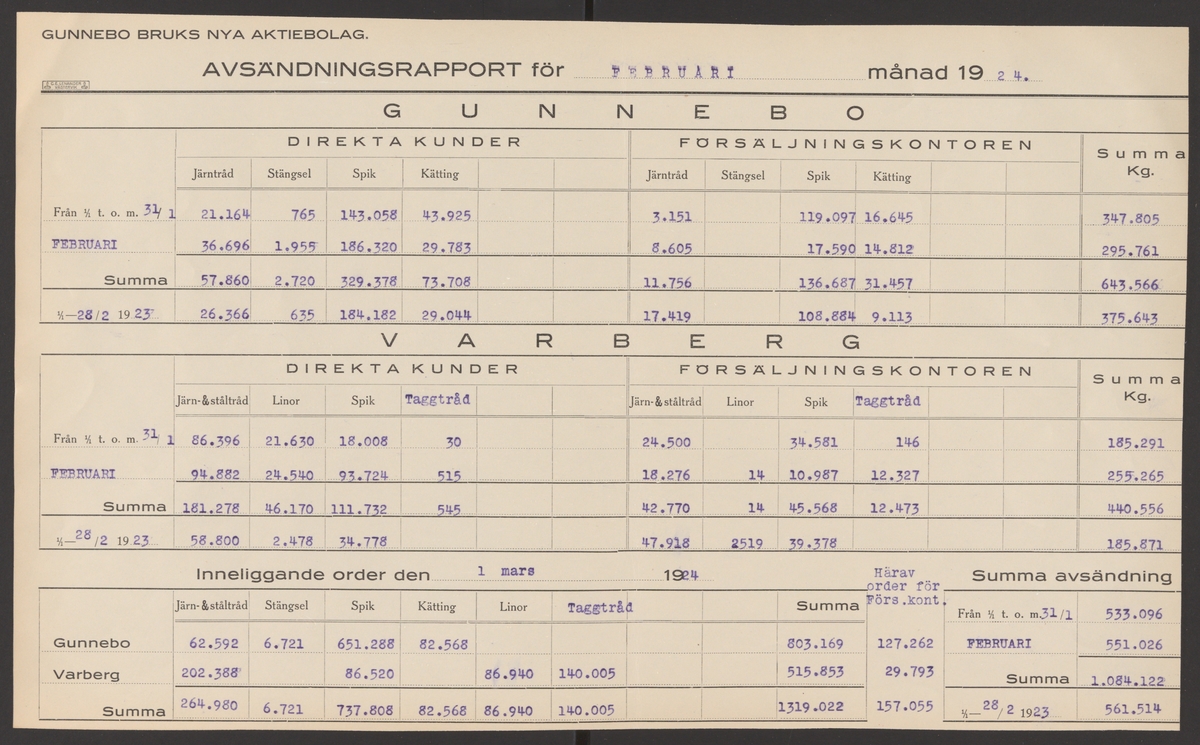 GUNNEBO BRUKS NYA AKTIEBOLAG.
AVSÄNDNINGSRAPPORT för FEBRUARI månad 19 24.
GUNNEBO
DIREKTA KUNDER FÖRSÄLJNINGSKONTOREN Summa Kg.
Järntråd Stängsel Spik Kätting Järntråd Stängsel Spik Kätting
Från 1/1 t. o. m. 31/1 21.164 765 143.058 43.925 3.151 119.097 16.645 347.805
FEBRUARI 36.696 1.955 186.320 29.783 8.605 17.590 14.812 295.761
Summa 57.860 2.720 329.378 73.708 11.756 136.687 31.457 643.566
1/1—28/2 1923 26.366 635 184.182 29.044 17.419 108.884 9.113 375.643
VARBERG
DIREKTA KUNDER FÖRSÄLJNINGSKONTOREN Summa Kg.
Järn-&ståltråd Linor Spik Taggtråd Järn-&ståltråd Linor Spik Taggtråd
Från 1/1 t. o. m. 31/1 86.396 21.630 18.008 30 24.500 34.581 146 185.291
FEBRUARI 94.882 24.540 93.724 515 18.276 14 10.987 12.327 255.265
Summa 181.278 46.170 111.732 545 42.770 14 45.568 12.473 440.556
1/1—28/2 1923 58.800 2.478 34.778 47.918 2519 39.378 185.871
Inneliggande order den 1 mars 1924 Härav order för Förs.kont. Summa avsändning
Järn-&ståltråd Stängsel Spik Kätting Linor Taggtråd Summa Från 1/1 t. o. m. 31/1 533.096
Gunnebo 62.592 6.721 651.288 82.568 803.169 127.262 FEBRUARI 551.026
Varberg 202.388 86.520 86.940 140.005 515.853 29.793 Summa 1.084.122
Summa 264.980 6.721 737.808 82.568 86.940 140.005 1319.022 157.055 1/1—28/2 1923 561.514